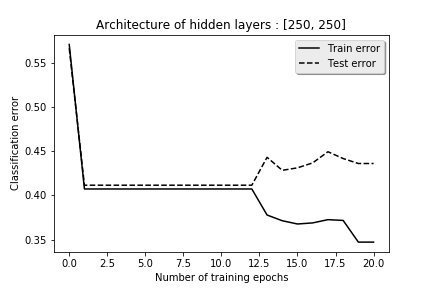 Architecture of hidden layers : [250, 250]
Train error
Test error
Classification error
0.55
0.50
0.45
0.40
0.35
0.0 2.5 5.0 7.5 10.0 12.5 15.0 17.5 20.0
Number of training epochs